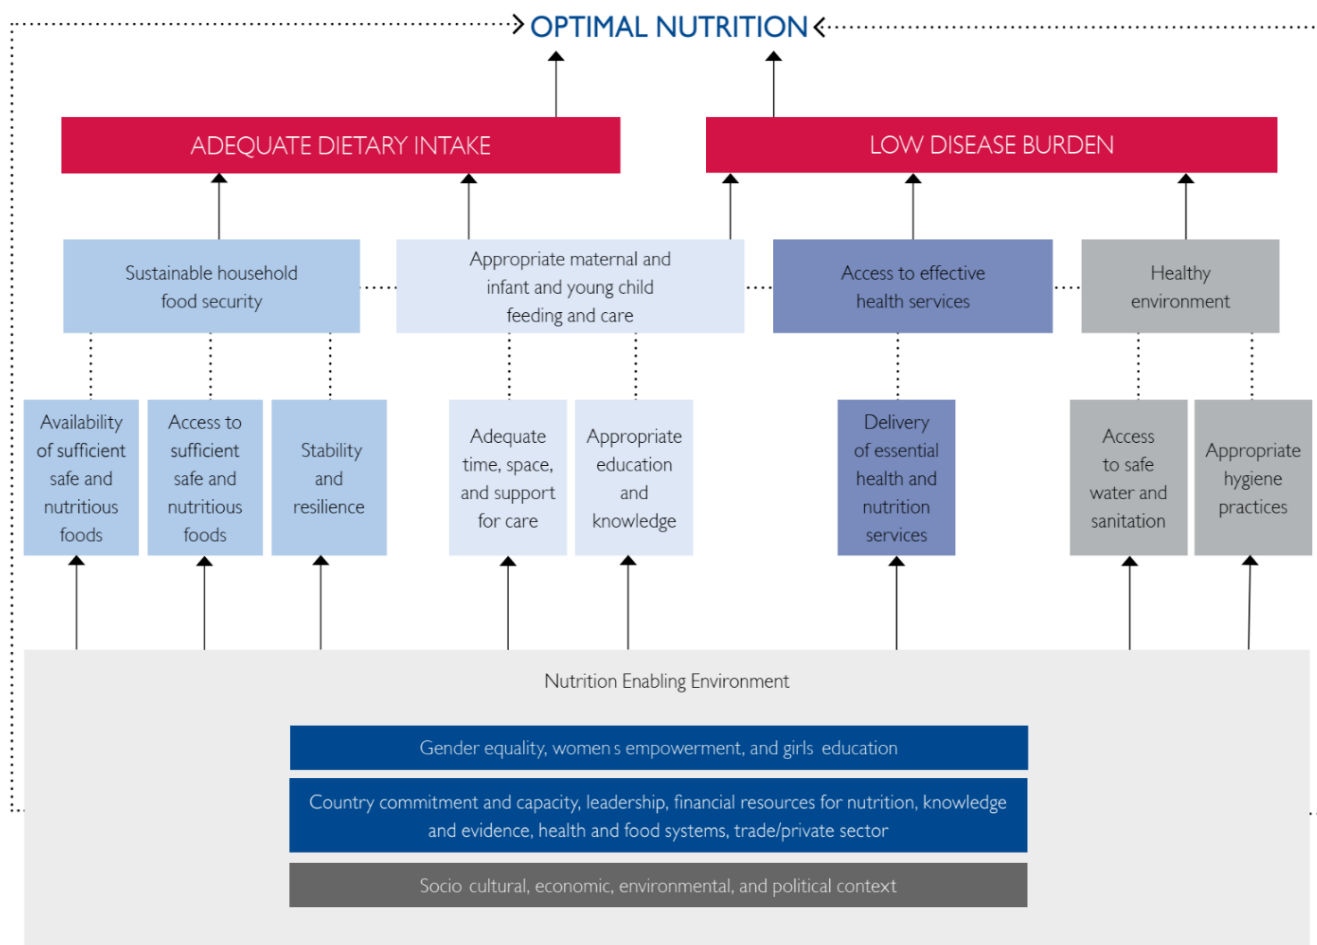 OPTIMAL NUTRITION
ADEQUATE DIETARY INTAKE
LOW DISEASE BURDEN
Sustainable household
food security
Appropriate maternal and
infant and young child
feeding and care
Access to effective
health services
Healthy
environment
Availability
of sufficient
safe and
nutritious
foods
Access to
sufficient
safe and
nutritious
foods
Stability
and
resilience
Adequate
time, space,
and support
for care
Appropriate
education
and
knowledge
Delivery
of essential
health and
nutrition
services
Access
to safe
water and
sanitation
Appropriate
hygiene
practices
Nutrition Enabling Environment
Gender equality, women s empowerment, and girls education
Country commitment and capacity, leadership, financial resources for nutrition, knowledge
and evidence, health and food systems, trade/private sector
Socio cultural, economic, environmental, and political context